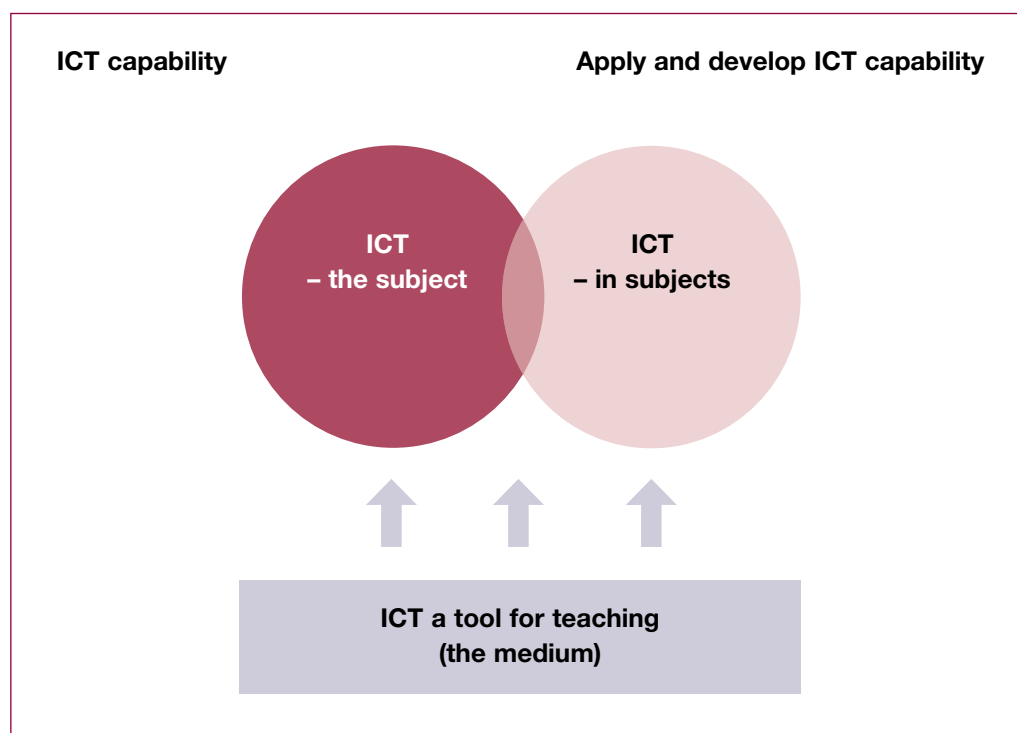 ICT capability
Apply and develop ICT capability
ICT
– the subject
ICT
– in subjects
ICT a tool for teaching
(the medium)